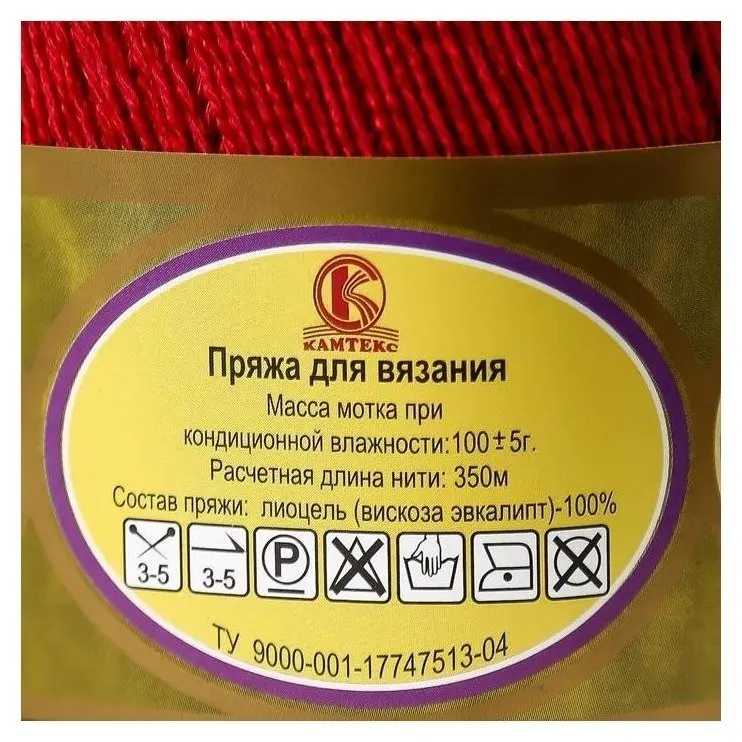 КАМТЕКС
Пряжа для вязания
Масса мотка при
кондиционной влажности:100±5г.
Расчетная длина нити: 350м
Состав пряжи: лиоцель (вискоза эвкалипт)-100%
3-5 3-5 P
ТУ 9000-001-17747513-04